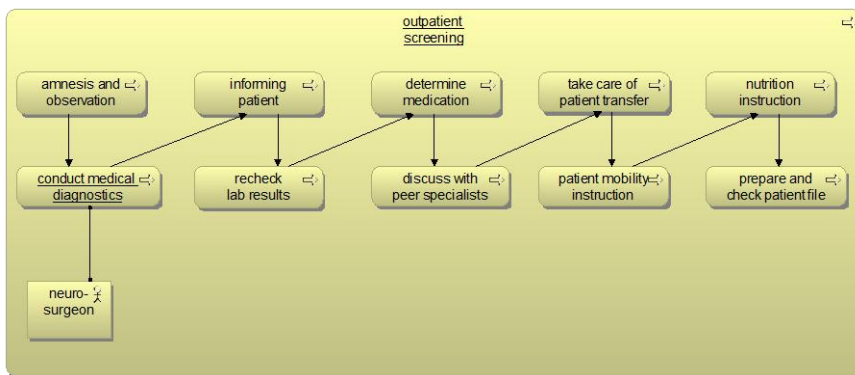 outpatient
screening
amnesis and
observation
informing
patient
determine
medication
take care of
patient transfer
nutrition
instruction
conduct medical
diagnostics
recheck
lab results
discuss with
peer specialists
patient mobility
instruction
prepare and
check patient file
neuro-
surgeon